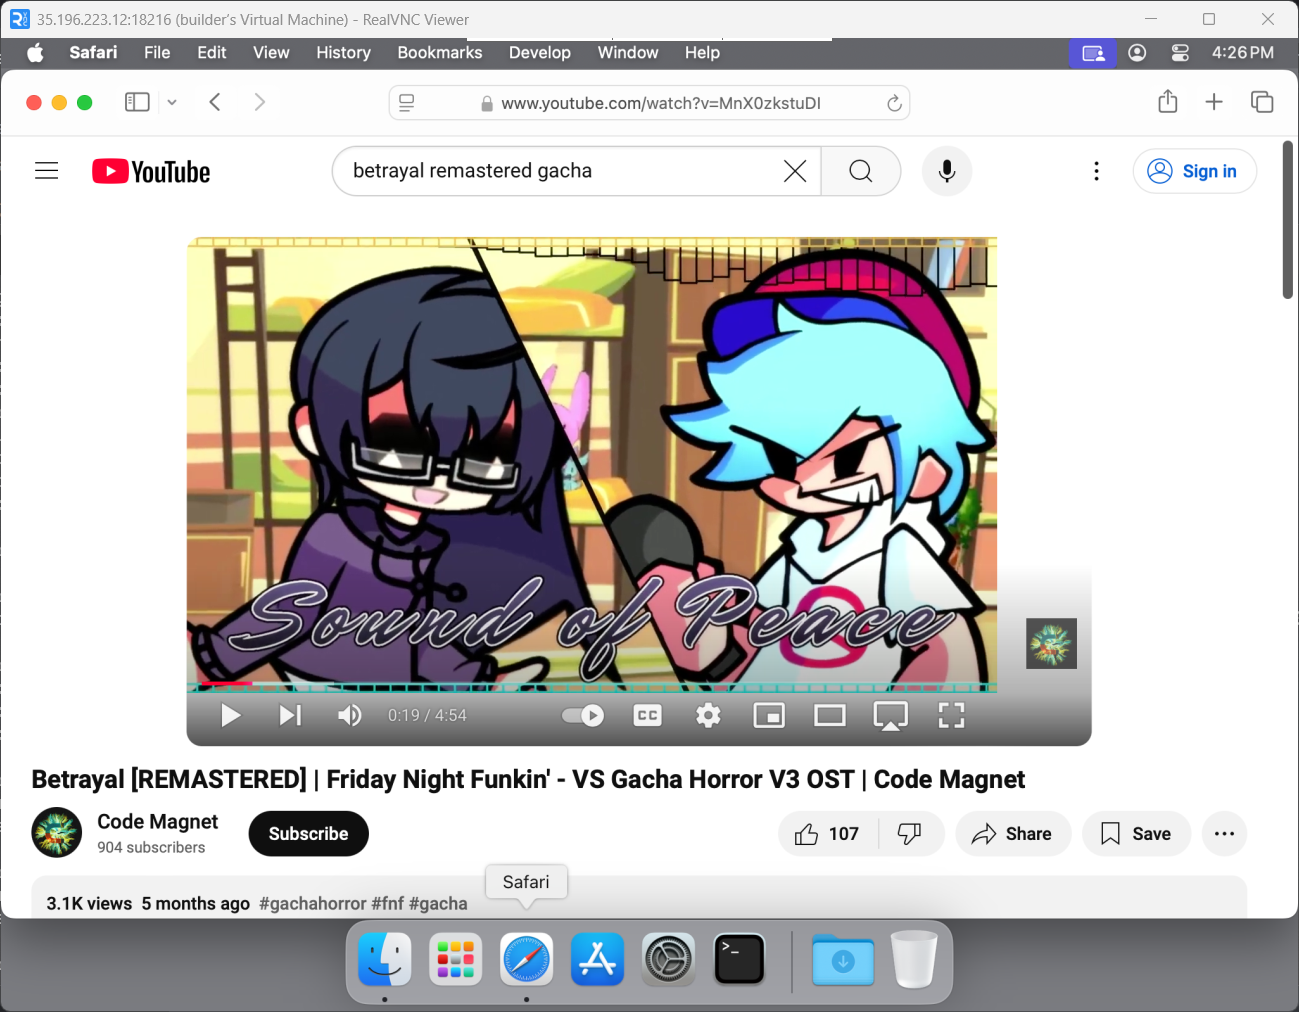 35.196.223.12:18216 (builder's Virtual Machine) - RealVNC Viewer
Safari File Edit View History Bookmarks Develop Window Help 4:26 PM
www.youtube.com/watch?v=MnX0zkstuDI
YouTube betrayal remastered gacha Sign in
Sound of Peace
0:19 / 4:54 CC
Betrayal [REMASTERED] | Friday Night Funkin' - VS Gacha Horror V3 OST | Code Magnet
Code Magnet
904 subscribers
Subscribe
107 Share Save
Safari
3.1K views 5 months ago #gachahorror #fnf #gacha